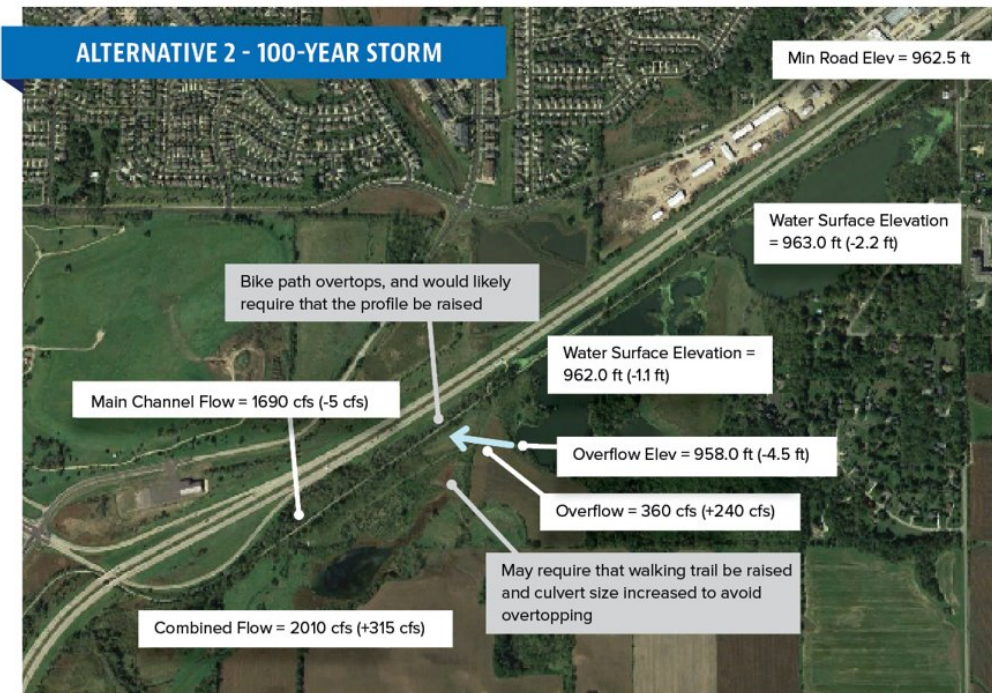 ALTERNATIVE 2 - 100-YEAR STORM
Min Road Elev = 962.5 ft
Water Surface Elevation
= 963.0 ft (-2.2 ft)
Bike path overtops, and would likely
require that the profile be raised
Water Surface Elevation =
962.0 ft (-1.1 ft)
Main Channel Flow = 1690 cfs (-5 cfs)
Overflow Elev = 958.0 ft (-4.5 ft)
Overflow = 360 cfs (+240 cfs)
May require that walking trail be raised
and culvert size increased to avoid
overtopping
Combined Flow = 2010 cfs (+315 cfs)